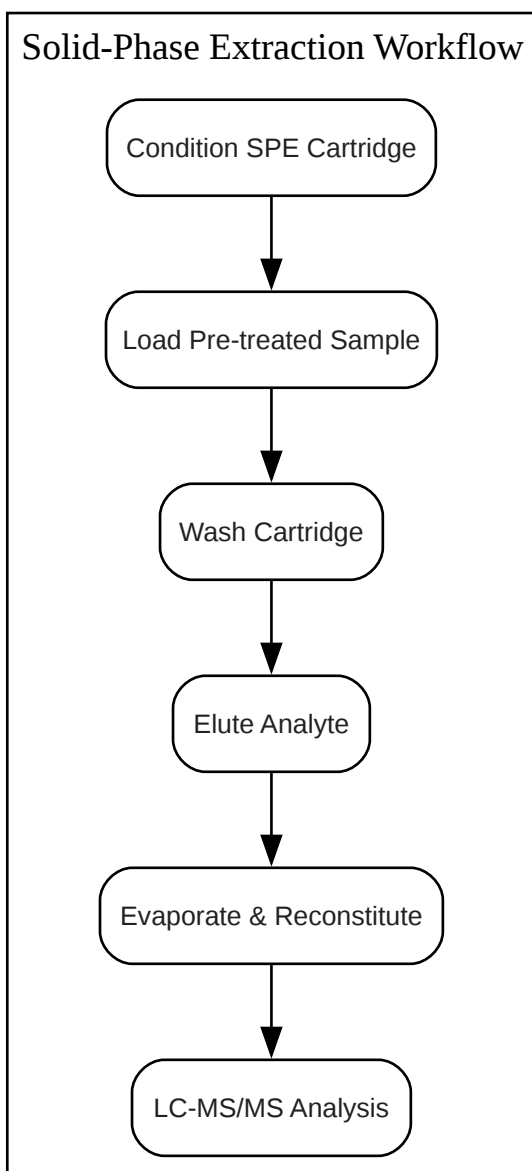 Solid-Phase Extraction Workflow
Condition SPE Cartridge
Load Pre-treated Sample
Wash Cartridge
Elute Analyte
Evaporate & Reconstitute
LC-MS/MS Analysis